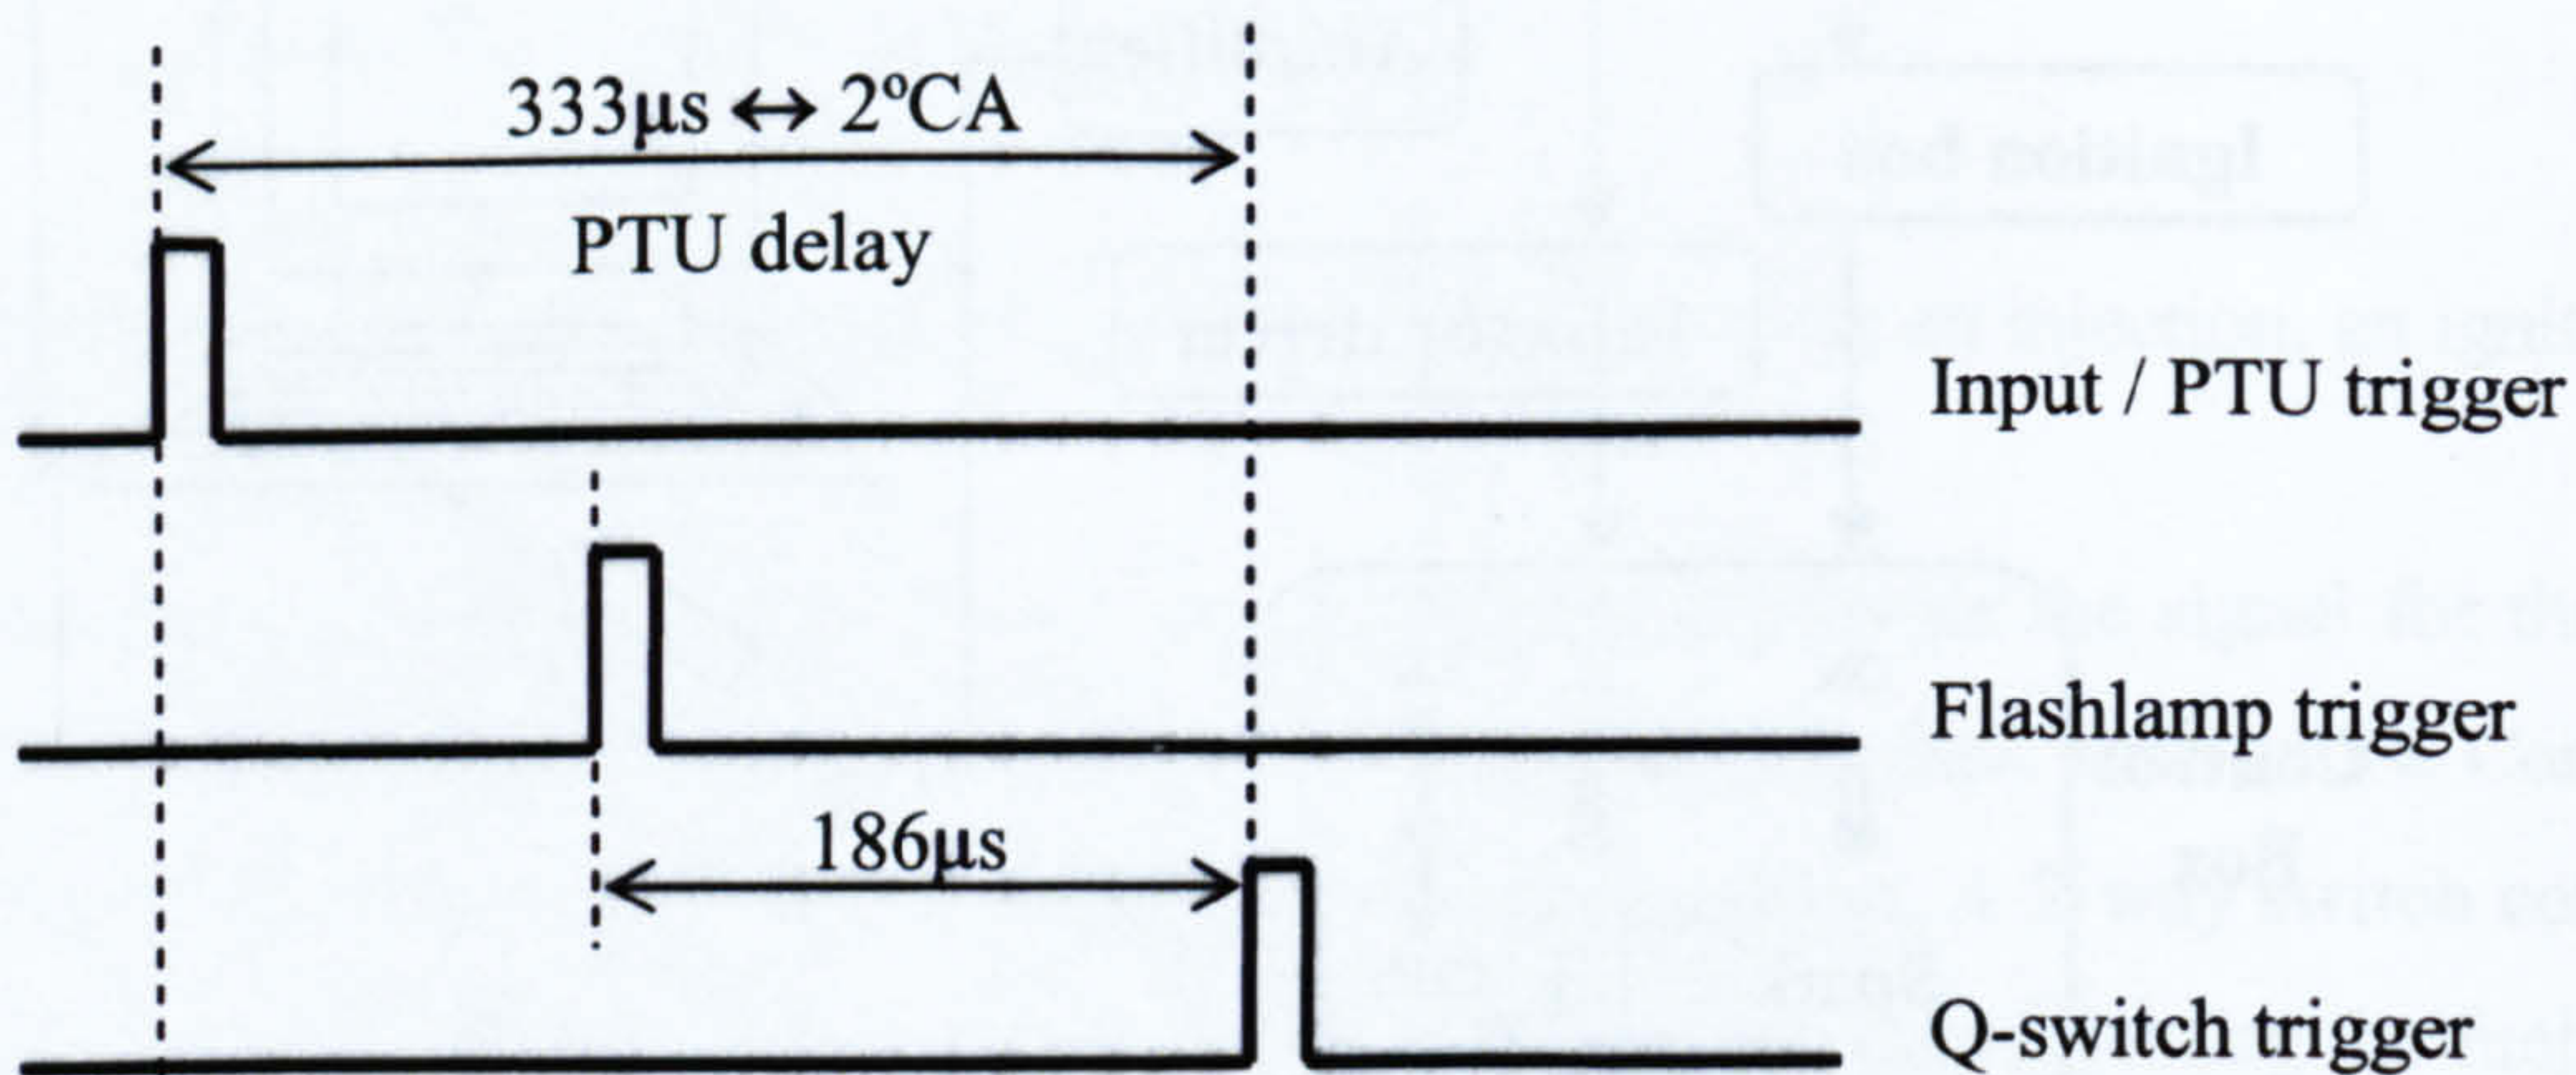 333μs ↔ 2ºCA
PTU delay
Input / PTU trigger
Flashlamp trigger
186μs
Q-switch trigger